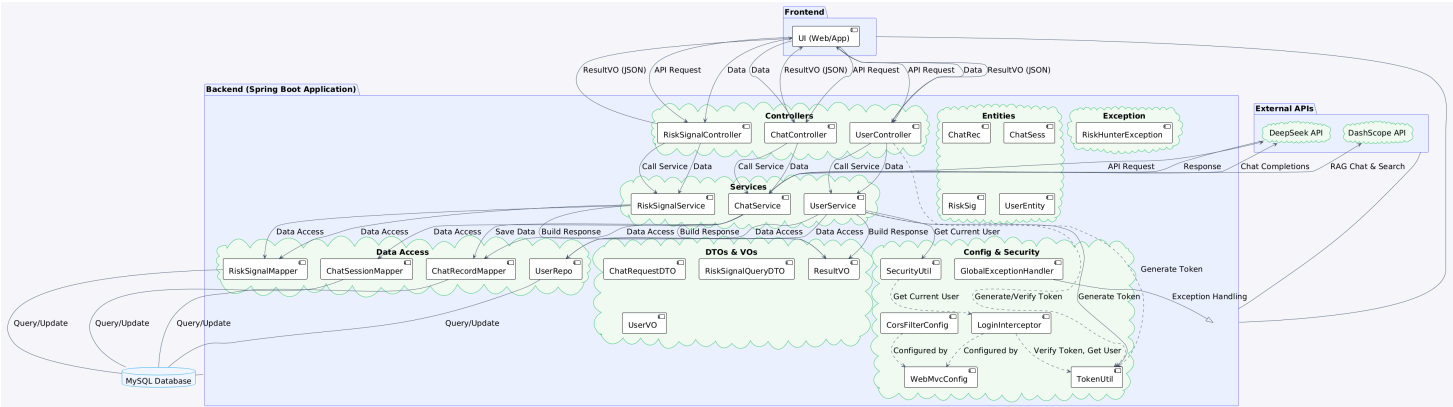 Frontend
UI (Web/App)
ResultVO (JSON)
API Request
Data
Data
ResultVO (JSON)
API Request
API Request
Data
ResultVO (JSON)
Backend (Spring Boot Application)
External APIs
DeepSeek API
DashScope API
Controllers
RiskSignalController
ChatController
UserController
Entities
ChatRec
ChatSess
RiskSig
UserEntity
Exception
RiskHunterException
Call Service
Data
Call Service
Data
Call Service
Data
API Request
Response
Chat Completions
RAG Chat & Search
Services
RiskSignalService
ChatService
UserService
Data Access
Data Access
Data Access
Save Data
Build Response
Data Access
Build Response
Data Access
Data Access
Build Response
Get Current User
Data Access
RiskSignalMapper
ChatSessionMapper
ChatRecordMapper
UserRepo
DTOs & VOs
ChatRequestDTO
RiskSignalQueryDTO
ResultVO
UserVO
Config & Security
SecurityUtil
GlobalExceptionHandler
Generate Token
Get Current User
Generate/Verify Token
Generate Token
Exception Handling
CorsFilterConfig
LoginInterceptor
Configured by
Configured by
Verify Token, Get User
WebMvcConfig
TokenUtil
Query/Update
Query/Update
Query/Update
Query/Update
MySQL Database